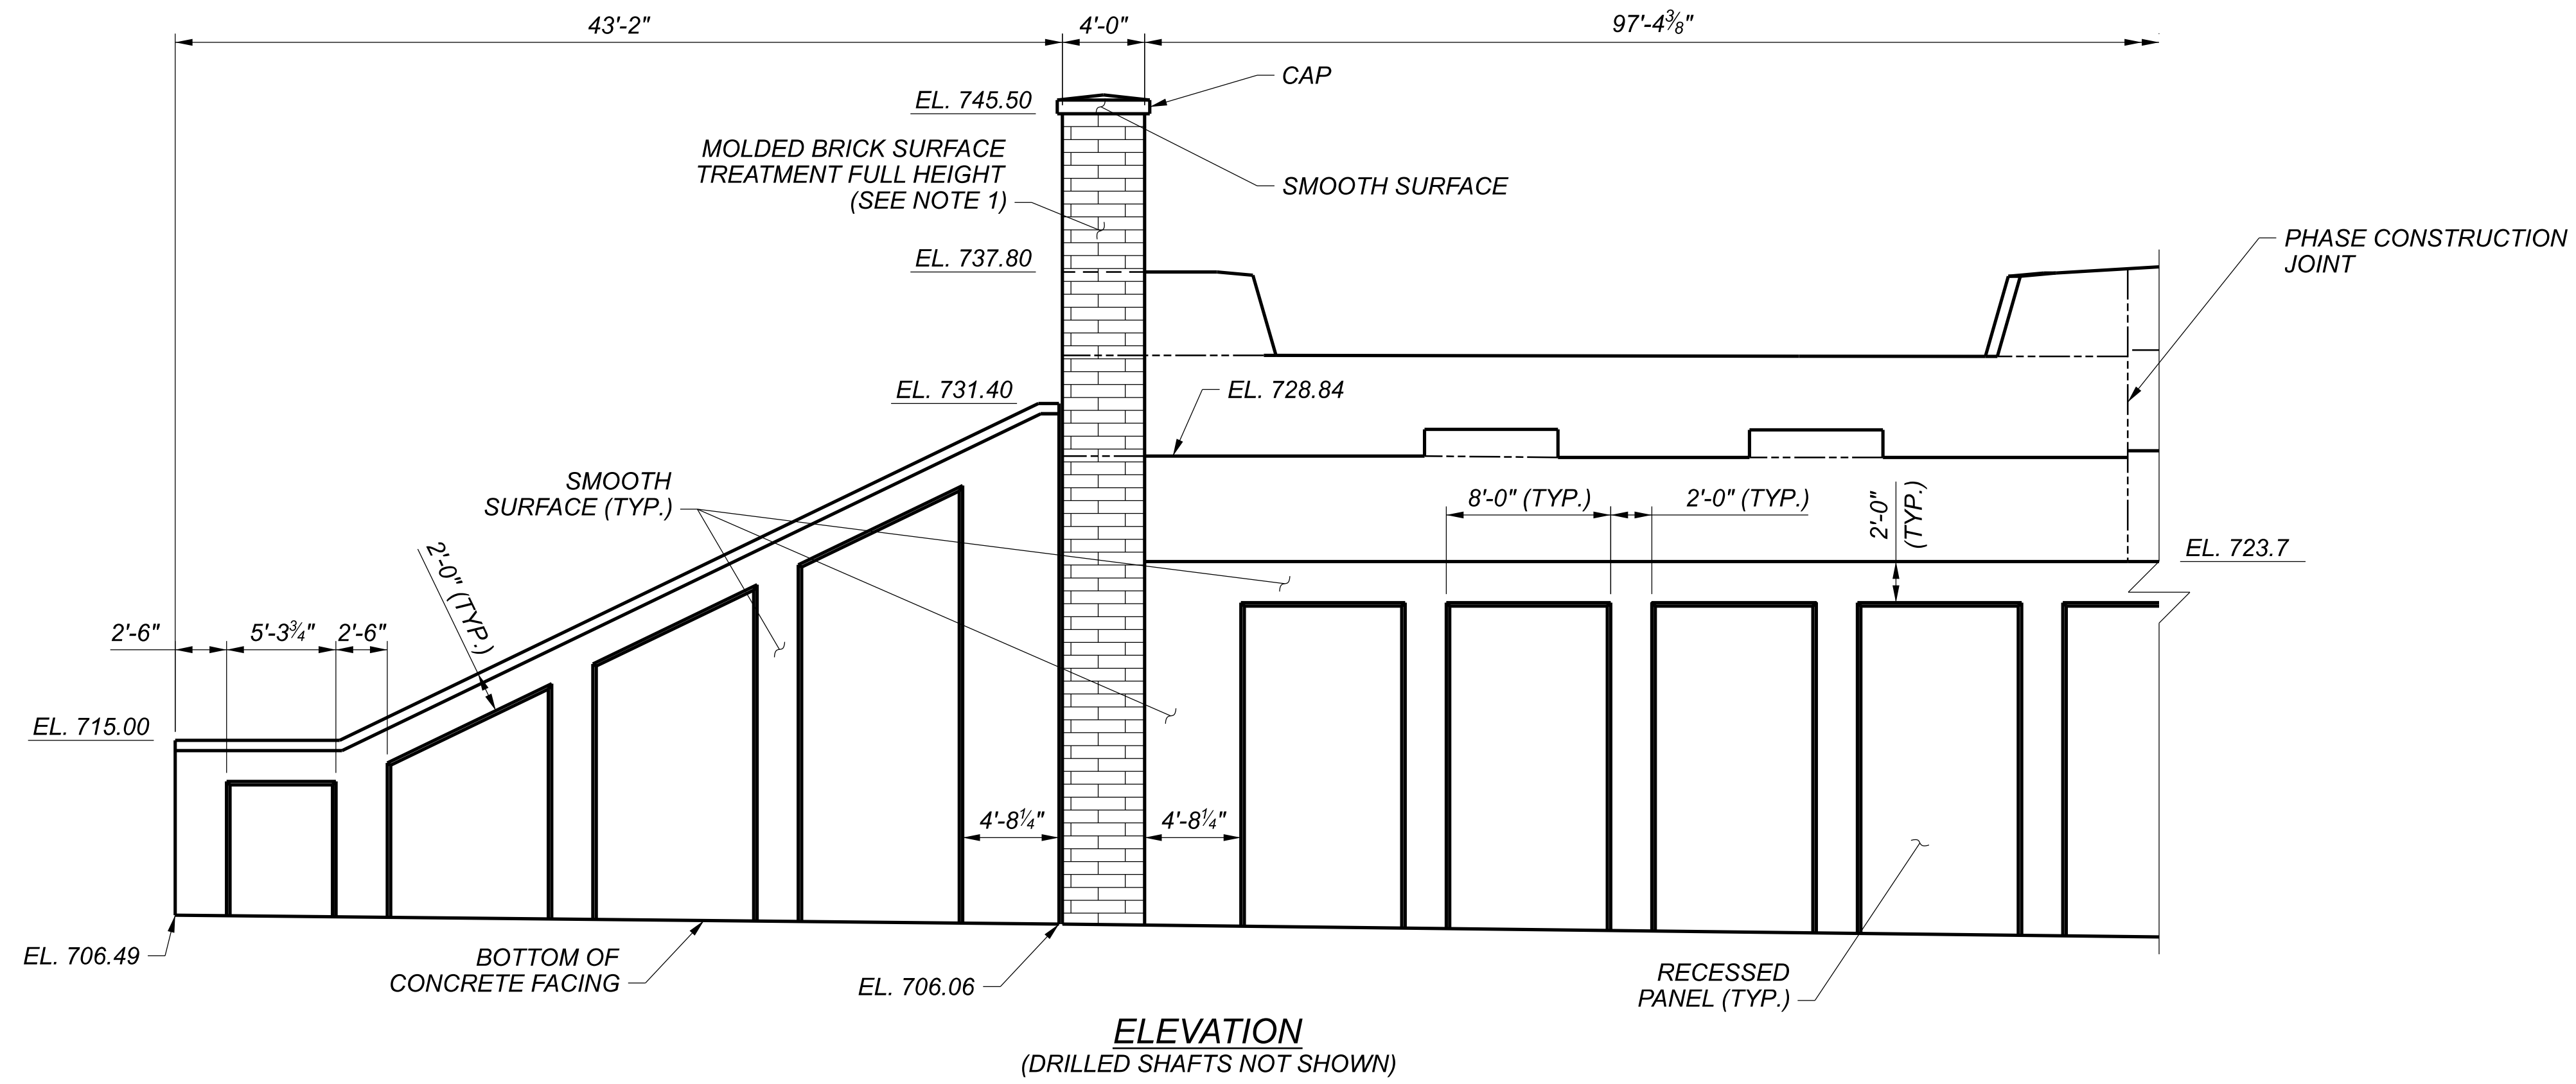 43'-2"
4'-0"
97'-4⅜"
CAP
EL. 745.50
MOLDED BRICK SURFACE
TREATMENT FULL HEIGHT
(SEE NOTE 1)
SMOOTH SURFACE
PHASE CONSTRUCTION
JOINT
EL. 737.80
EL. 731.40
EL. 728.84
SMOOTH
SURFACE (TYP.)
8'-0" (TYP.)
2'-0" (TYP.)
2'-0"
(TYP.)
EL. 723.7
2'-0" (TYP.)
2'-6"
5'-3¾"
2'-6"
EL. 715.00
4'-8¼"
4'-8¼"
EL. 706.49
BOTTOM OF
CONCRETE FACING
EL. 706.06
RECESSED
PANEL (TYP.)
ELEVATION
(DRILLED SHAFTS NOT SHOWN)